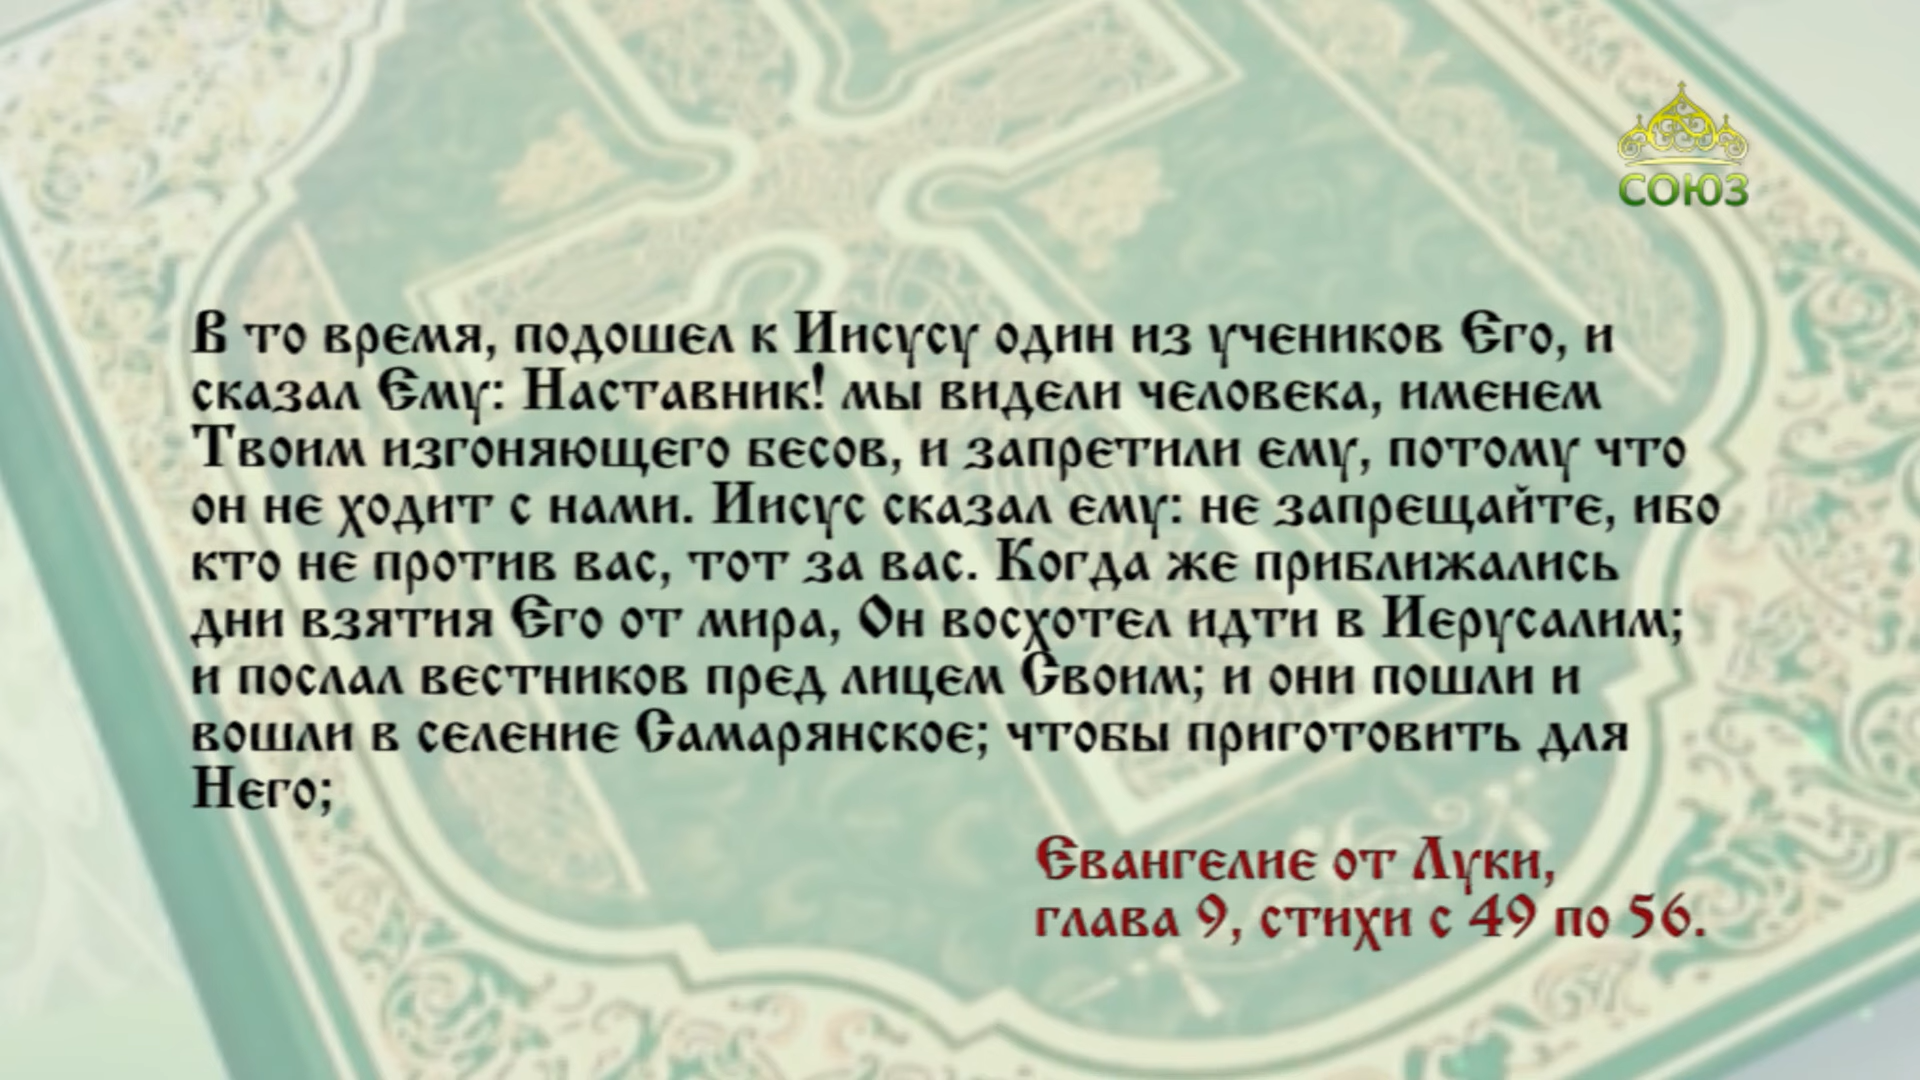 СОЮЗ
В то время, подошел к Иисусу один из учеников Его, и
сказал Ему: Наставник! мы видели человека, именем
Твоим изгоняющего бесов, и запретили ему, потому что
он не ходит с нами. Иисус сказал ему: не запрещайте, ибо
кто не против вас, тот за вас. Когда же приближались
дни взятия Его от мира, Он восхотел идти в Иерусалим;
и послал вестников пред лицем Своим; и они пошли и
вошли в селение Самарянское; чтобы приготовить для
Него;
Евангелие от Луки,
глава 9, стихи с 49 по 56.